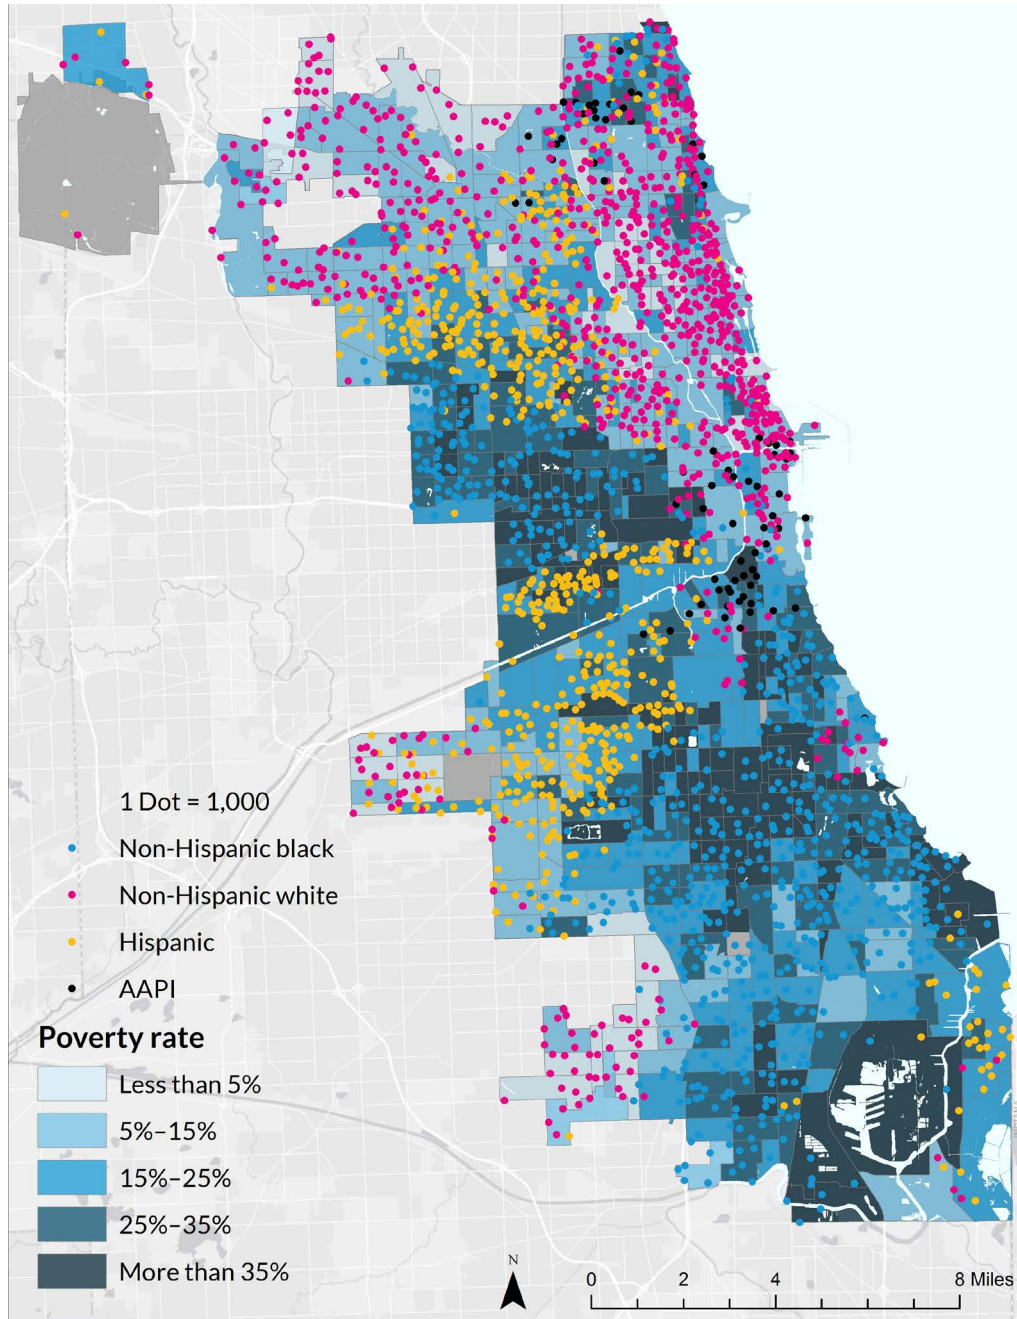 1 Dot = 1,000
Non-Hispanic black
Non-Hispanic white
Hispanic
AAPI
Poverty rate
Less than 5%
5%–15%
15%–25%
25%–35%
More than 35%
N
0 2 4 8 Miles